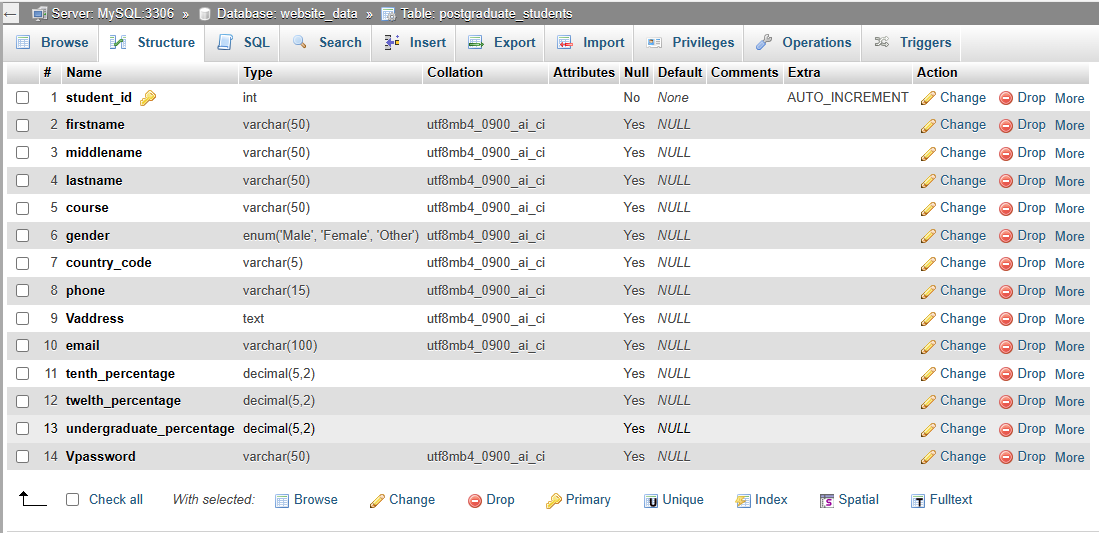 Server: MySQL:3306 » Database: website_data » Table: postgraduate_students
Browse Structure SQL Search Insert Export Import Privileges Operations Triggers
# Name Type Collation Attributes Null Default Comments Extra Action
1 student_id int No None AUTO_INCREMENT Change Drop More
2 firstname varchar(50) utf8mb4_0900_ai_ci Yes NULL Change Drop More
3 middlename varchar(50) utf8mb4_0900_ai_ci Yes NULL Change Drop More
4 lastname varchar(50) utf8mb4_0900_ai_ci Yes NULL Change Drop More
5 course varchar(50) utf8mb4_0900_ai_ci Yes NULL Change Drop More
6 gender enum('Male', 'Female', 'Other') utf8mb4_0900_ai_ci Yes NULL Change Drop More
7 country_code varchar(5) utf8mb4_0900_ai_ci Yes NULL Change Drop More
8 phone varchar(15) utf8mb4_0900_ai_ci Yes NULL Change Drop More
9 Vaddress text utf8mb4_0900_ai_ci Yes NULL Change Drop More
10 email varchar(100) utf8mb4_0900_ai_ci Yes NULL Change Drop More
11 tenth_percentage decimal(5,2) Yes NULL Change Drop More
12 twelth_percentage decimal(5,2) Yes NULL Change Drop More
13 undergraduate_percentage decimal(5,2) Yes NULL Change Drop More
14 Vpassword varchar(50) utf8mb4_0900_ai_ci Yes NULL Change Drop More
Check all With selected: Browse Change Drop Primary Unique Index Spatial Fulltext